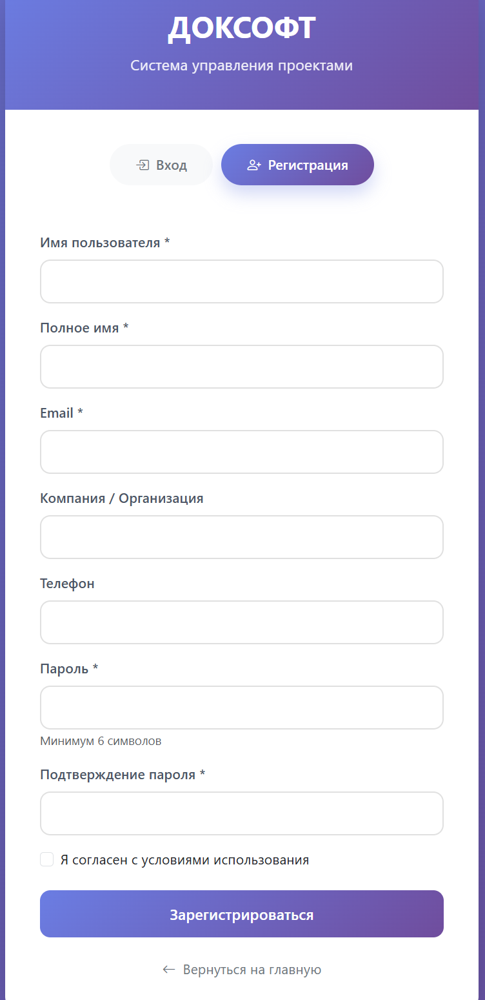 ДОКСОФТ
Система управления проектами
Вход
Регистрация
Имя пользователя *
Полное имя *
Email *
Компания / Организация
Телефон
Пароль *
Минимум 6 символов
Подтверждение пароля *
Я согласен с условиями использования
Зарегистрироваться
Вернуться на главную